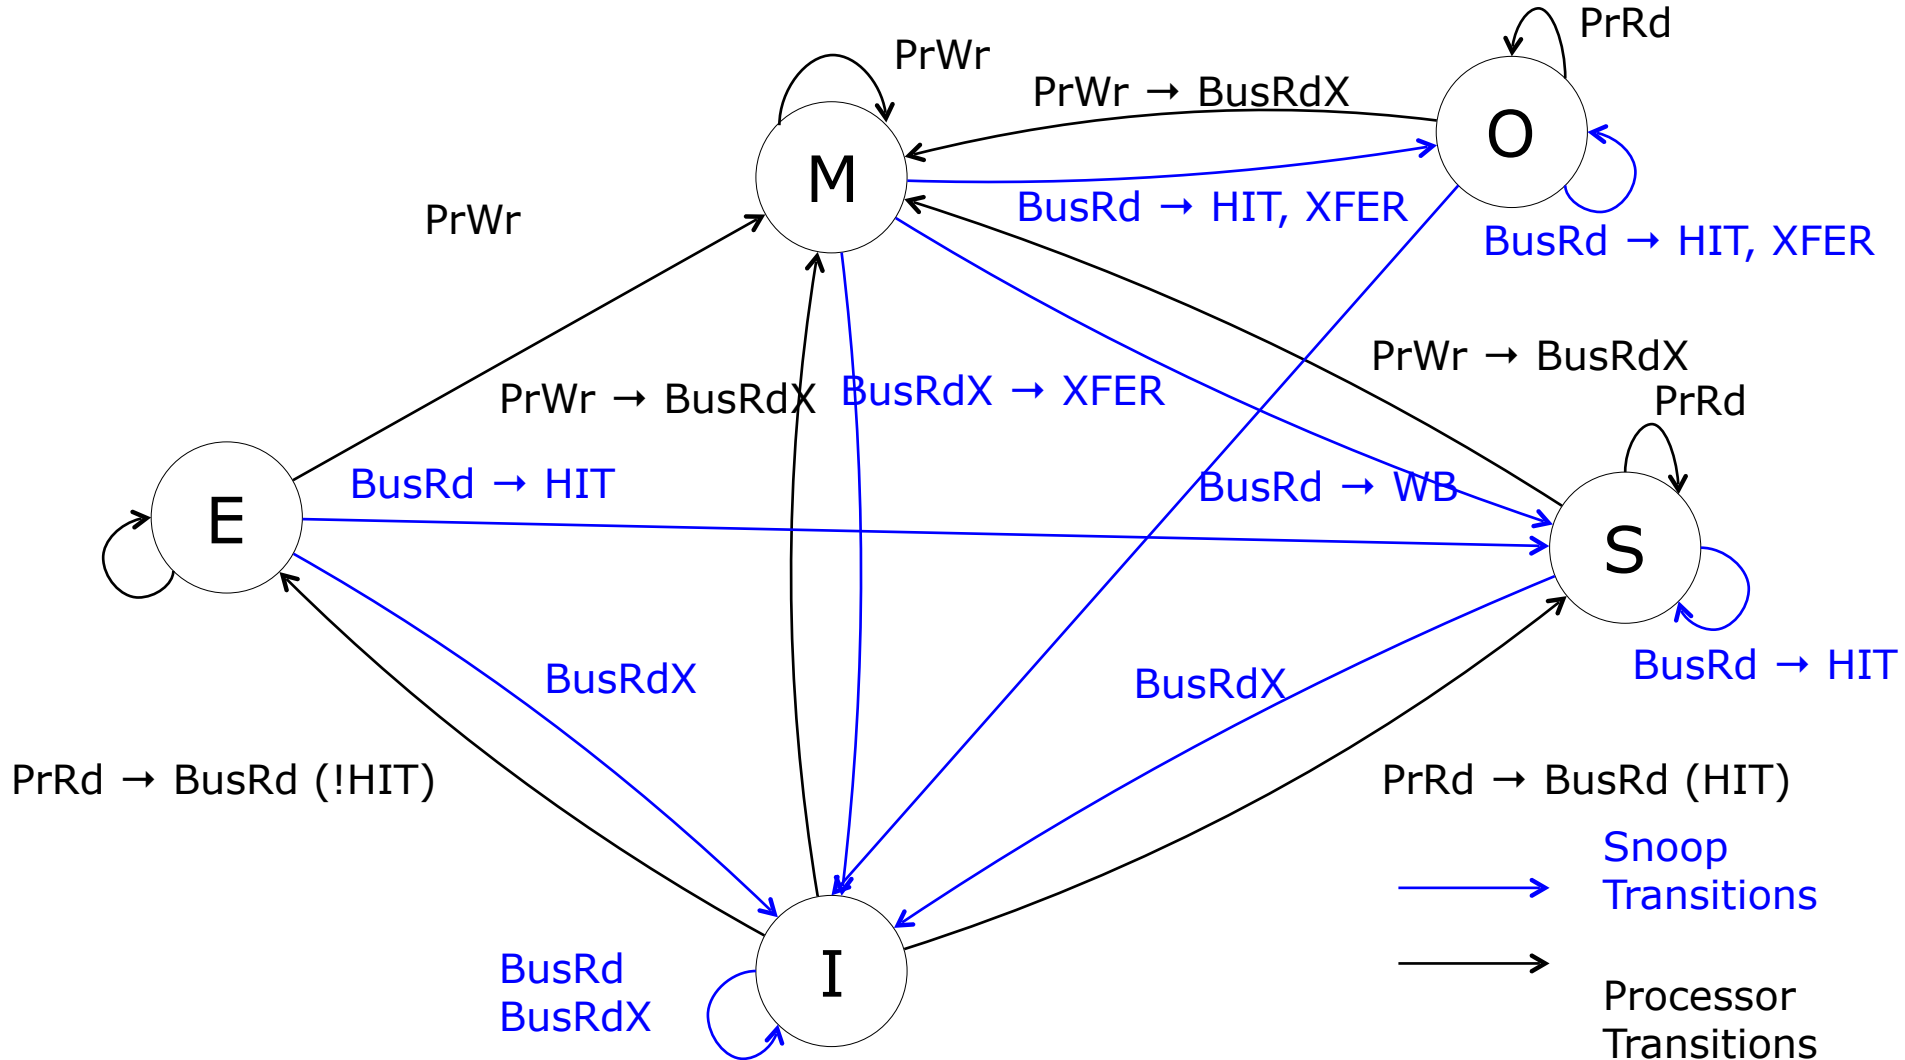 PrRd
PrWr
PrWr → BusRdX
O
M
BusRd → HIT, XFER
PrWr
BusRd → HIT, XFER
PrWr → BusRdX
PrWr → BusRdX
BusRdX → XFER
PrRd
BusRd → HIT
BusRd → WB
E
S
BusRdX
BusRdX
BusRd → HIT
PrRd → BusRd (!HIT)
PrRd → BusRd (HIT)
Snoop
Transitions
I
BusRd
BusRdX
Processor
Transitions